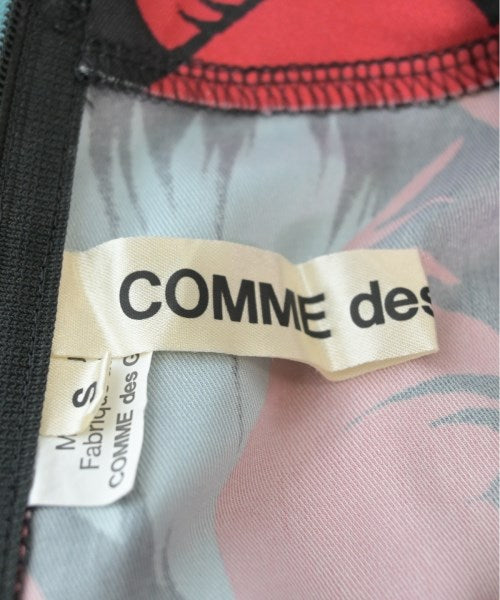 COMME des
S
M
Fabriqu
COMME des G